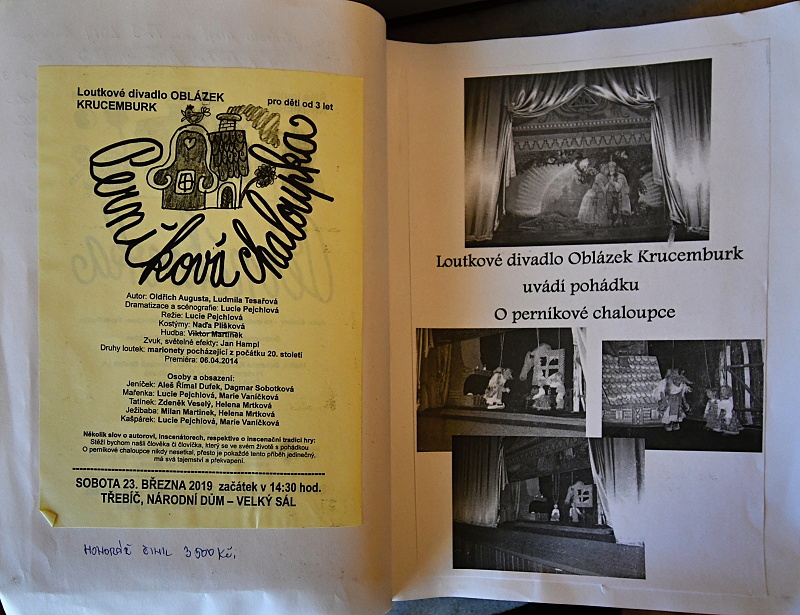 Loutkové divadlo OBLÁZEK
KRUCEMBURK
pro děti od 3 let
Perníková chaloupka
Autor: Oldřich Augusta, Ludmila Tesařová
Dramatizace a scénografie: Lucie Pejchlová
Režie: Lucie Pejchlová
Kostýmy: Naďa Plíšková
Hudba: Viktor Martinek
Zvuk, světelné efekty: Jan Hampl
Druhy loutek: marionety pocházející z počátku 20. století
Premiéra: 06.04.2014
Osoby a obsazení:
Jeníček: Aleš Římal Dufek, Dagmar Sobotková
Mařenka: Lucie Pejchlová, Marie Vaníčková
Tatínek: Zdeněk Veselý, Helena Mrtková
Ježibaba: Milan Martinek, Helena Mrtková
Kašpárek: Lucie Pejchlová, Marie Vaníčková
Několik slov o autorovi, inscenátorech, respektive o inscenační tradici hry:
Stěží bychom našli člověka či človíčka, který se ve svém životě s pohádkou
O perníkové chaloupce nikdy nesetkal, přesto je pokaždé tento příběh jedinečný,
má svá tajemství a překvapení.
SOBOTA 23. BŘEZNA 2019 začátek v 14:30 hod.
TŘEBÍČ, NÁRODNÍ DŮM – VELKÝ SÁL
HONORÁŘ ČINIL 3 500 Kč.
Loutkové divadlo Oblázek Krucemburk
uvádí pohádku
O perníkové chaloupce